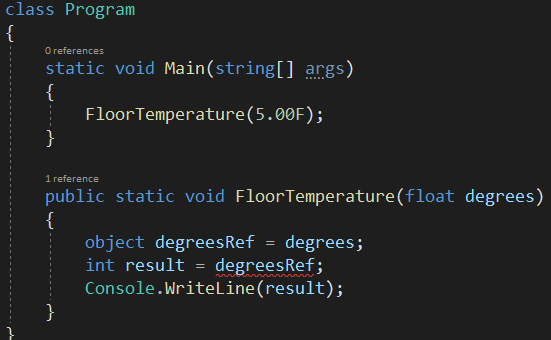 class Program
{
0 references
static void Main(string[] args)
{
FloorTemperature(5.00F);
}
1 reference
public static void FloorTemperature(float degrees)
{
object degreesRef = degrees;
int result = degreesRef;
Console.WriteLine(result);
}
}